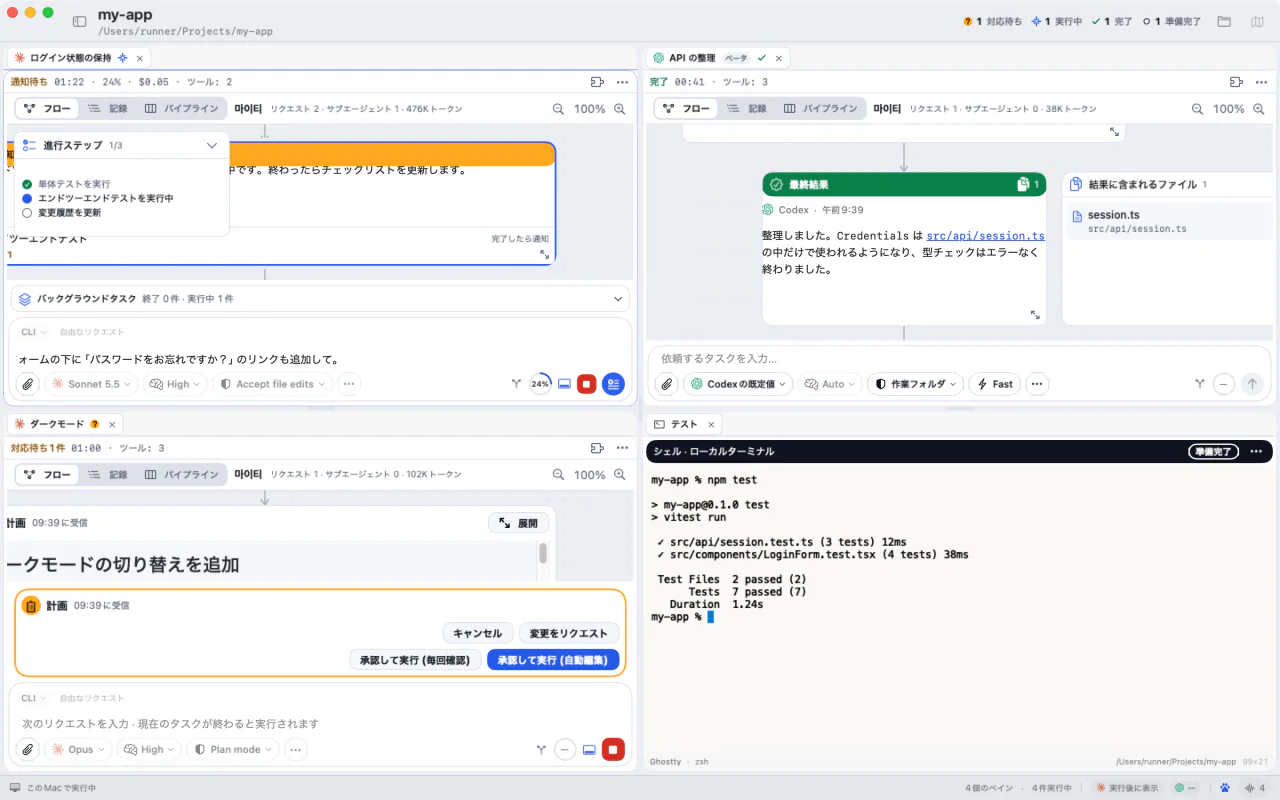 my-app
/Users/runner/Projects/my-app
? 1 対応待ち 1 実行中 1 完了 1 準備完了
ログイン状態の保持
通知待ち 01:22 · 24% · $0.05 · ツール: 2
フロー 記録 パイプライン 마이티 リクエスト 2 · サブエージェント 1 · 476K トークン 100%
進行ステップ 1/3
単体テストを実行
エンドツーエンドテストを実行中
変更履歴を更新
中です。終わったらチェックリストを更新します。
ツーエンドテスト 完了したら通知
1
バックグラウンドタスク 終了 0 件 · 実行中 1 件
CLI 自由なリクエスト
ォームの下に「パスワードをお忘れですか？」のリンクも追加して。
Sonnet 5.5 High Accept file edits 24%
API の整理 ベータ
完了 00:41 · ツール: 3
フロー 記録 パイプライン 마이티 リクエスト 1 · サブエージェント 0 · 38K トークン 100%
最終結果 1
Codex · 午前9:39
整理しました。Credentials は src/api/session.ts
の中だけで使われるようになり、型チェックはエラーなく
終わりました。
結果に含まれるファイル 1
session.ts
src/api/session.ts
依頼するタスクを入力...
Codex の既定値 Auto 作業フォルダ Fast
ダークモード ?
対応待ち 1 件 01:00 · ツール: 3
フロー 記録 パイプライン 마이티 リクエスト 1 · サブエージェント 0 · 102K トークン 100%
計画 09:39 に受信 展開
ークモードの切り替えを追加
計画 09:39 に受信
キャンセル 変更をリクエスト
承認して実行 (毎回確認) 承認して実行 (自動編集)
CLI 自由なリクエスト
次のリクエストを入力 · 現在のタスクが終わると実行されます
Opus High Plan mode
テスト
シェル · ローカルターミナル 準備完了
my-app % npm test
> my-app@0.1.0 test
> vitest run
✓ src/api/session.test.ts (3 tests) 12ms
✓ src/components/LoginForm.test.tsx (4 tests) 38ms
Test Files 2 passed (2)
Tests 7 passed (7)
Duration 1.24s
my-app %
Ghostty · zsh /Users/runner/Projects/my-app 99×21
この Mac で実行中 4 個のペイン · 4 件実行中 実行後に表示 — 4